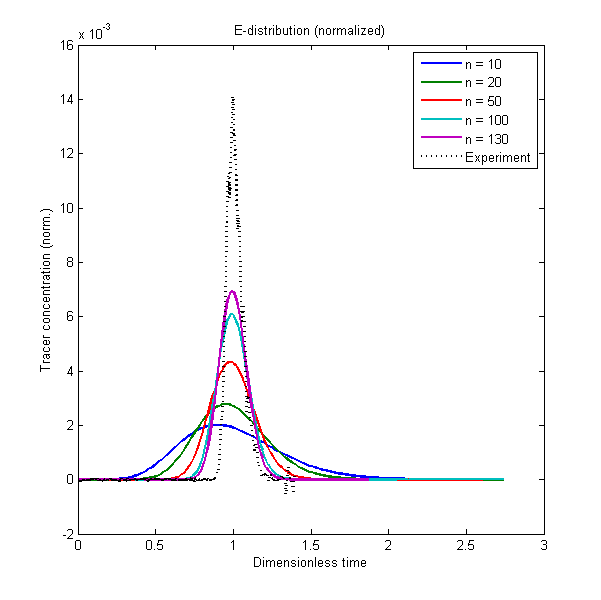 E-distribution (normalized)
x 10^-3
16
14
12
10
8
6
4
2
0
-2
Tracer concentration (norm.)
n = 10
n = 20
n = 50
n = 100
n = 130
Experiment
0 0.5 1 1.5 2 2.5 3
Dimensionless time